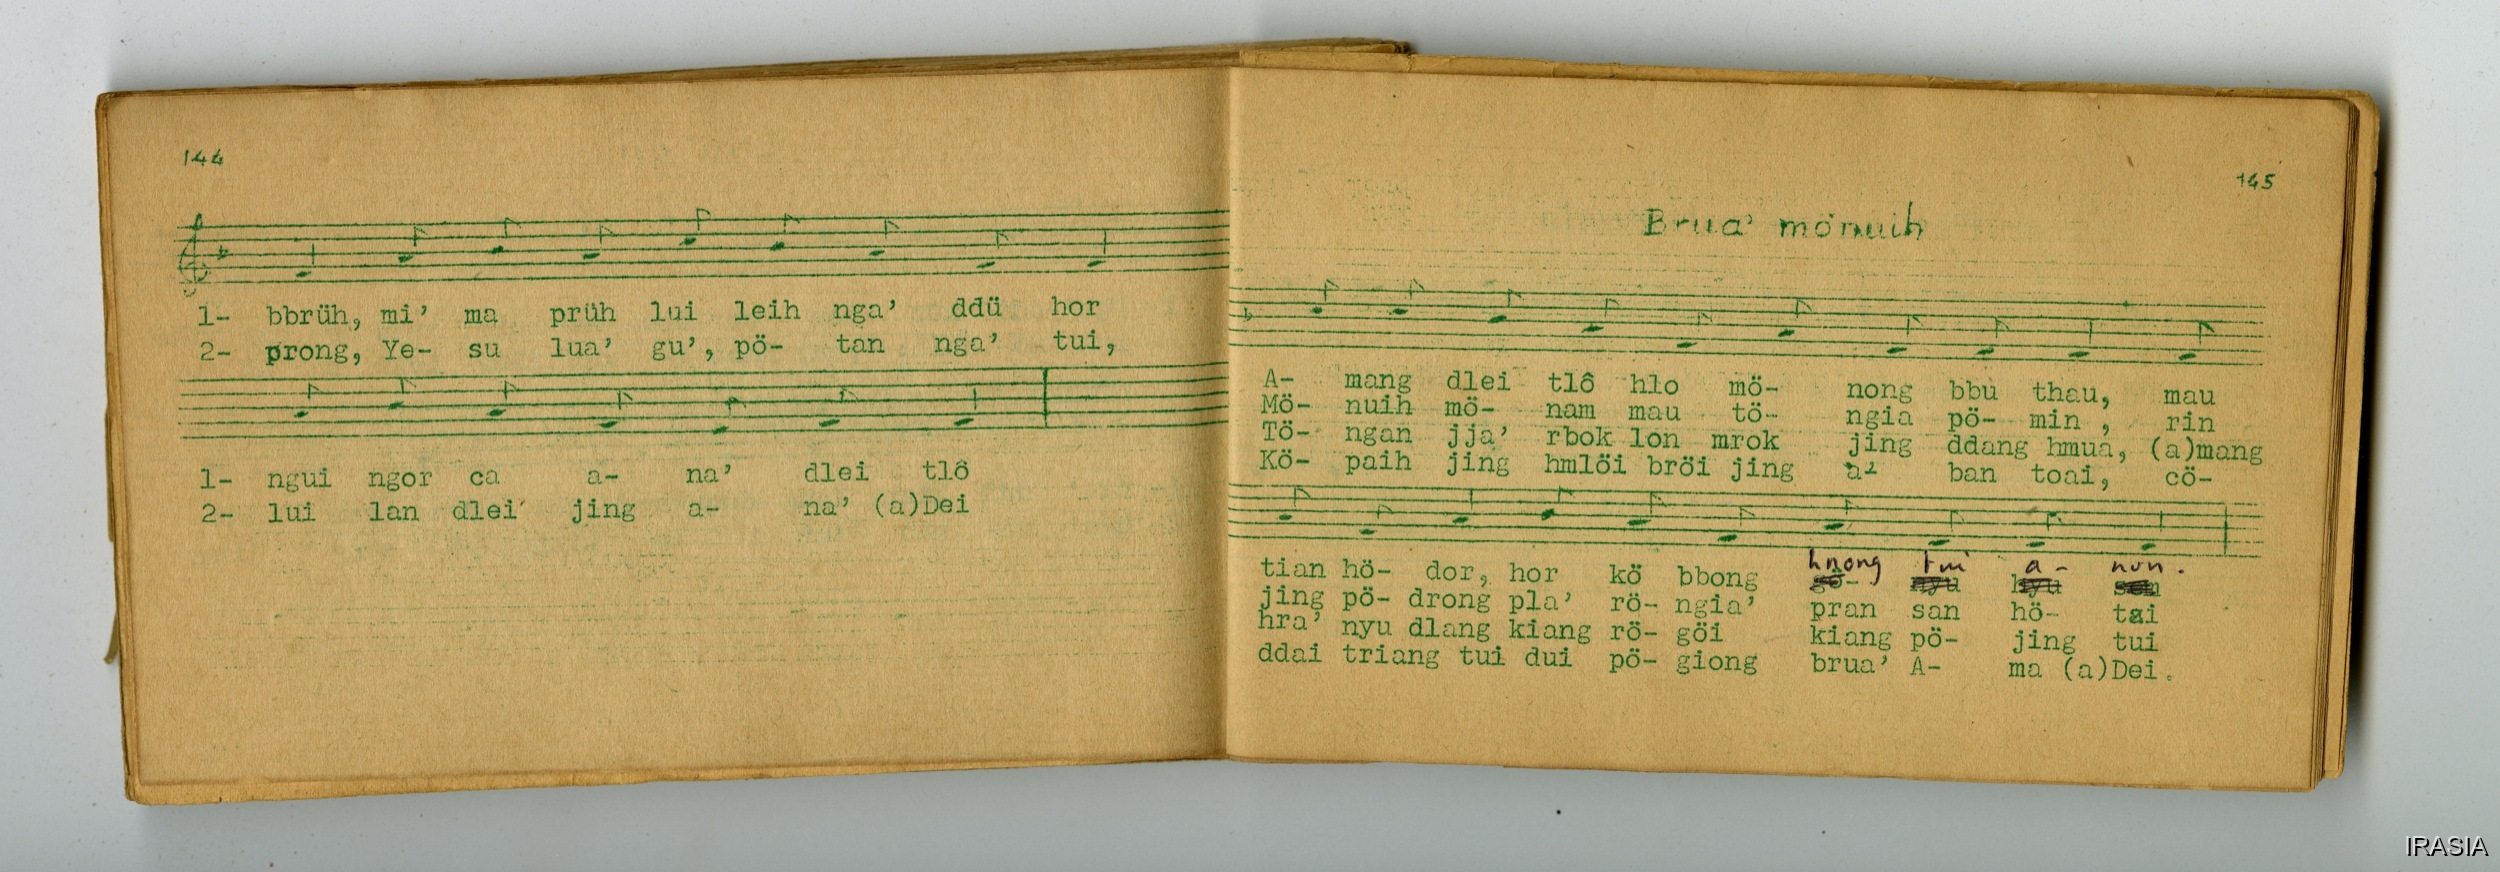 144
1- bbrüh, mi' ma prüh lui leih nga' ddü hor
2- prong, Ye- su lua' gu', pö- tan nga' tui,
1- ngui ngor ca a- na' dlei tlô
2- lui lan dlei jing a- na' (a)Dei
145
Brua' mönuih
A- mang dlei tlô hlo mö- nong bbu thau, mau
Mö- nuih mö- nam mau tö- ngia pö- min , rin
Tö- ngan jja' rbok lon mrok jing ddang hmua, (a)mang
Kö- paih jing hmlöi bröi jing a- ban toai, cö-
hnong tui a- nun.
tian hö- dor, hor kö bbong
jing pö- drong pla' rö- ngia' pran san hö- tai
hra' nyu dlang kiang rö- göi kiang pö- jing tui
ddai triang tui dui pö- giong brua' A- ma (a)Dei.
IRASIA